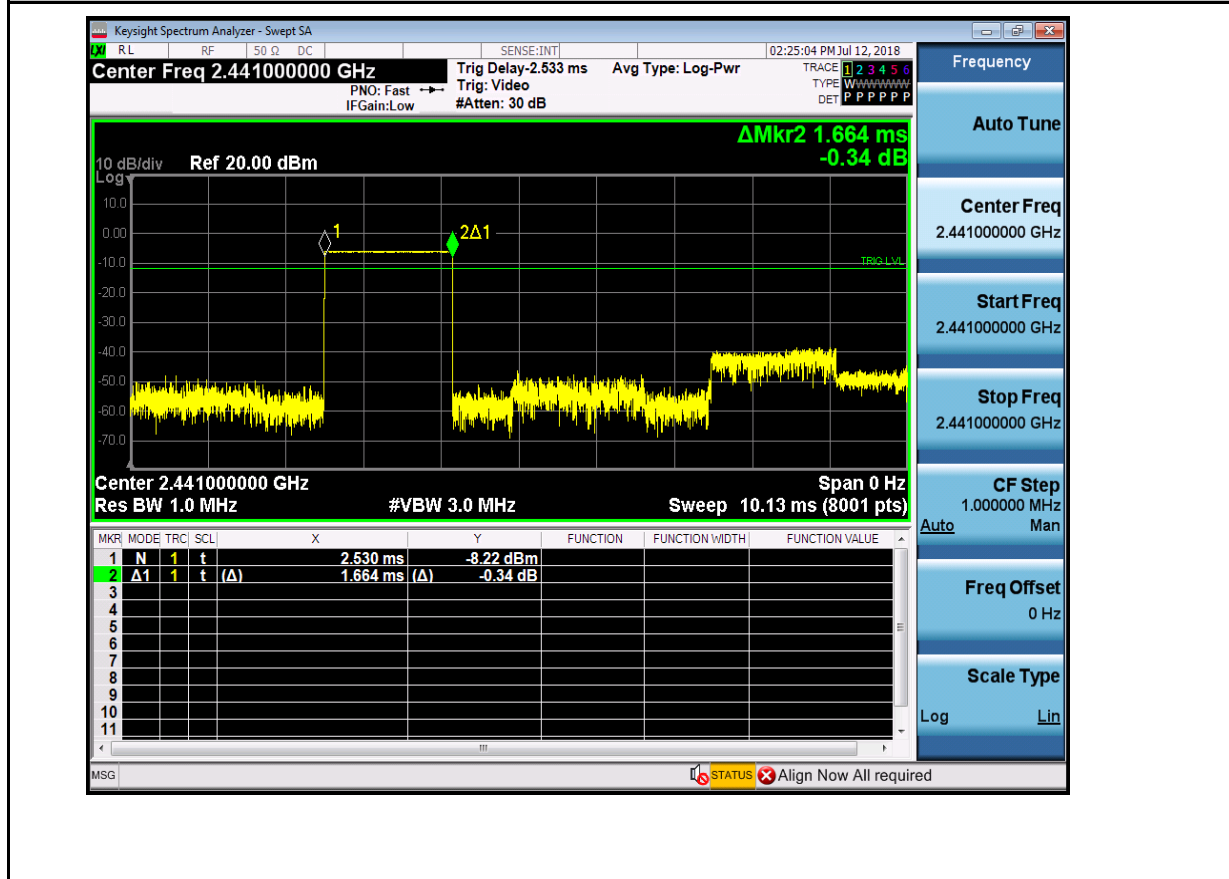 Keysight Spectrum Analyzer - Swept SA
LXI RL RF 50 Ω DC SENSE:INT 02:25:04 PM Jul 12, 2018
Center Freq 2.441000000 GHz
PNO: Fast
IFGain:Low
Trig Delay-2.533 ms
Trig: Video
#Atten: 30 dB
Avg Type: Log-Pwr
TRACE 1 2 3 4 5 6
TYPE WWWWWW
DET P P P P P P
ΔMkr2 1.664 ms
-0.34 dB
10 dB/div Ref 20.00 dBm
Log
10.0
0.00
-10.0
-20.0
-30.0
-40.0
-50.0
-60.0
-70.0
1
2Δ1
TRIG LVL
Center 2.441000000 GHz Span 0 Hz
Res BW 1.0 MHz #VBW 3.0 MHz Sweep 10.13 ms (8001 pts)
MKR MODE TRC SCL X Y FUNCTION FUNCTION WIDTH FUNCTION VALUE
1 N 1 t 2.530 ms -8.22 dBm
2 Δ1 1 t (Δ) 1.664 ms (Δ) -0.34 dB
3
4
5
6
7
8
9
10
11
MSG STATUS Align Now All required
Frequency
Auto Tune
Center Freq
2.441000000 GHz
Start Freq
2.441000000 GHz
Stop Freq
2.441000000 GHz
CF Step
1.000000 MHz
Auto Man
Freq Offset
0 Hz
Scale Type
Log Lin